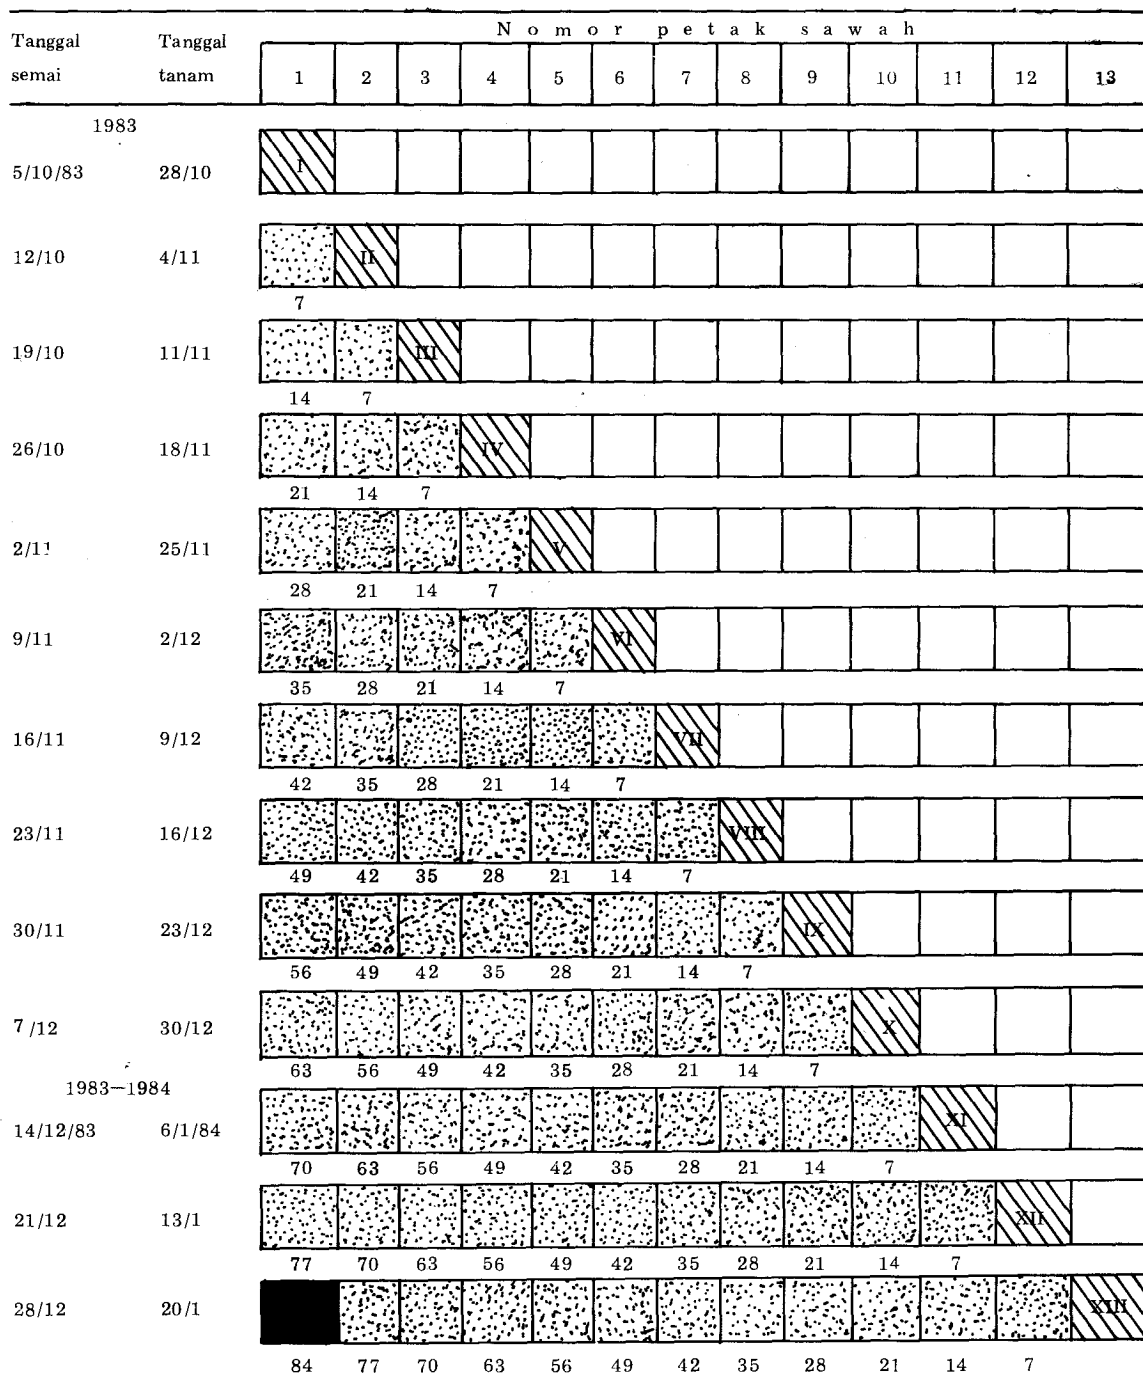 N o m o r p e t a k s a w a h
Tanggal semai Tanggal tanam 1 2 3 4 5 6 7 8 9 10 11 12 13
1983
5/10/83 28/10 I
12/10 4/11 II
7
19/10 11/11 III
14 7
26/10 18/11 IV
21 14 7
2/11 25/11 V
28 21 14 7
9/11 2/12 VI
35 28 21 14 7
16/11 9/12 VII
42 35 28 21 14 7
23/11 16/12 VIII
49 42 35 28 21 14 7
30/11 23/12 IX
56 49 42 35 28 21 14 7
7/12 30/12 X
63 56 49 42 35 28 21 14 7
1983—1984
14/12/83 6/1/84 XI
70 63 56 49 42 35 28 21 14 7
21/12 13/1 XII
77 70 63 56 49 42 35 28 21 14 7
28/12 20/1 XIII
84 77 70 63 56 49 42 35 28 21 14 7